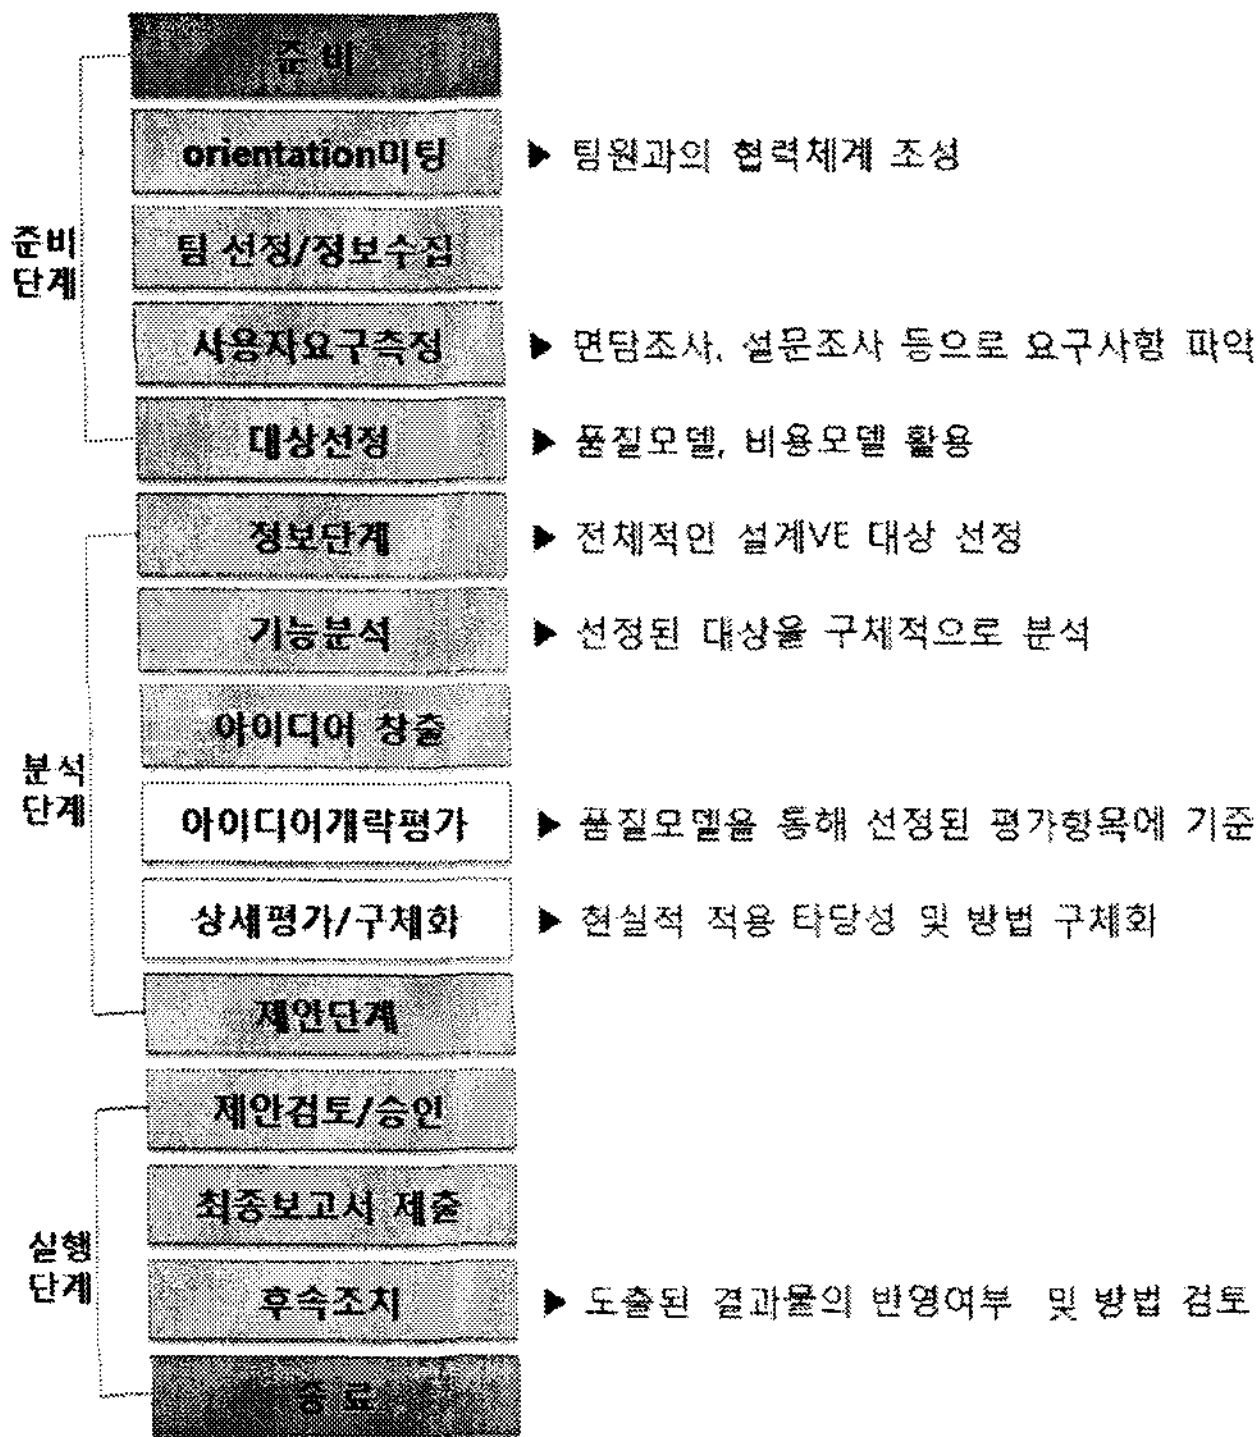 준 비
orientation미팅
▶ 팀원과의 협력체계 조성
팀 선정/정보수집
준비
단계
사용자요구측정
▶ 면담조사, 설문조사 등으로 요구사항 파악
대상선정
▶ 품질모델, 비용모델 활용
정보단계
▶ 전체적인 설계VE 대상 선정
기능분석
▶ 선정된 대상을 구체적으로 분석
아이디어 창출
분석
단계
아이디어개략평가
▶ 품질모델을 통해 선정된 평가항목에 기준
상세평가/구체화
▶ 현실적 적용 타당성 및 방법 구체화
제안단계
제안검토/승인
최종보고서 제출
실행
단계
후속조치
▶ 도출된 결과물의 반영여부 및 방법 검토
종 료